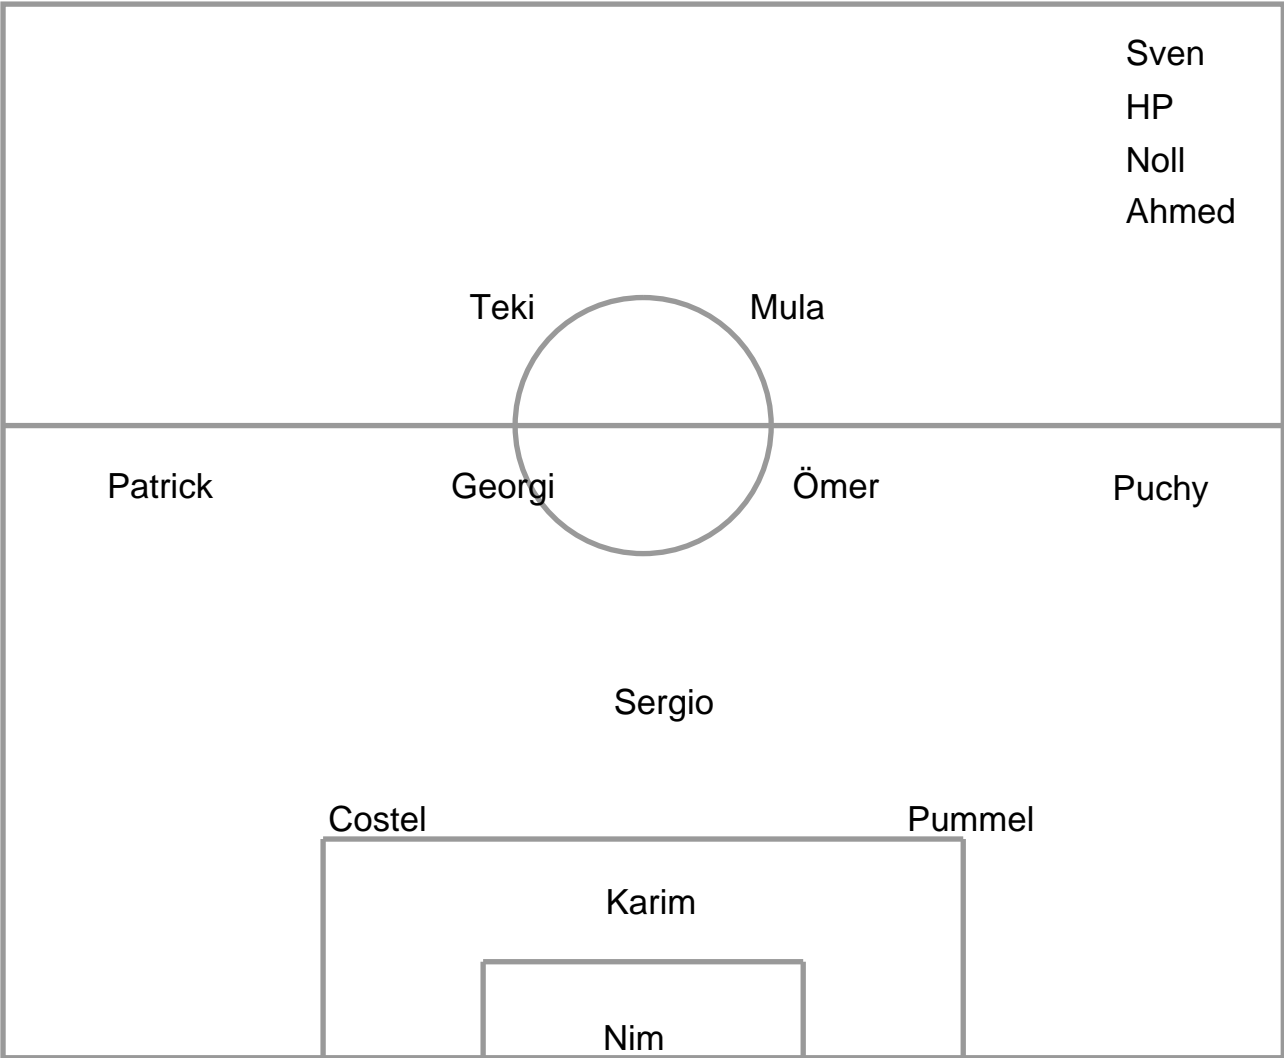 Sven
HP
Noll
Ahmed
Teki Mula
Patrick Georgi Ömer Puchy
Sergio
Costel Pummel
Karim
Nim